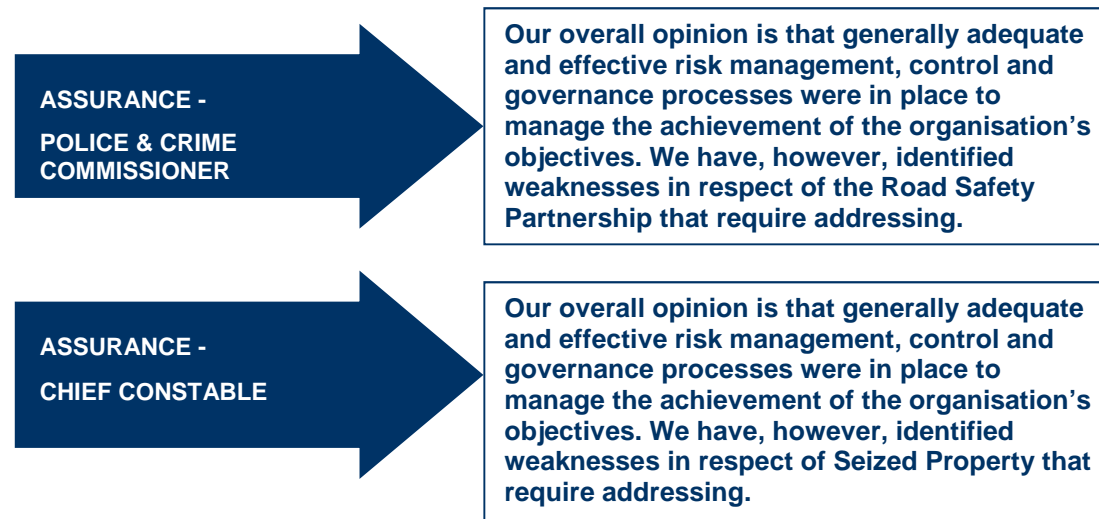 ASSURANCE -
POLICE & CRIME
COMMISSIONER
Our overall opinion is that generally adequate
and effective risk management, control and
governance processes were in place to
manage the achievement of the organisation’s
objectives. We have, however, identified
weaknesses in respect of the Road Safety
Partnership that require addressing.
ASSURANCE -
CHIEF CONSTABLE
Our overall opinion is that generally adequate
and effective risk management, control and
governance processes were in place to
manage the achievement of the organisation’s
objectives. We have, however, identified
weaknesses in respect of Seized Property that
require addressing.